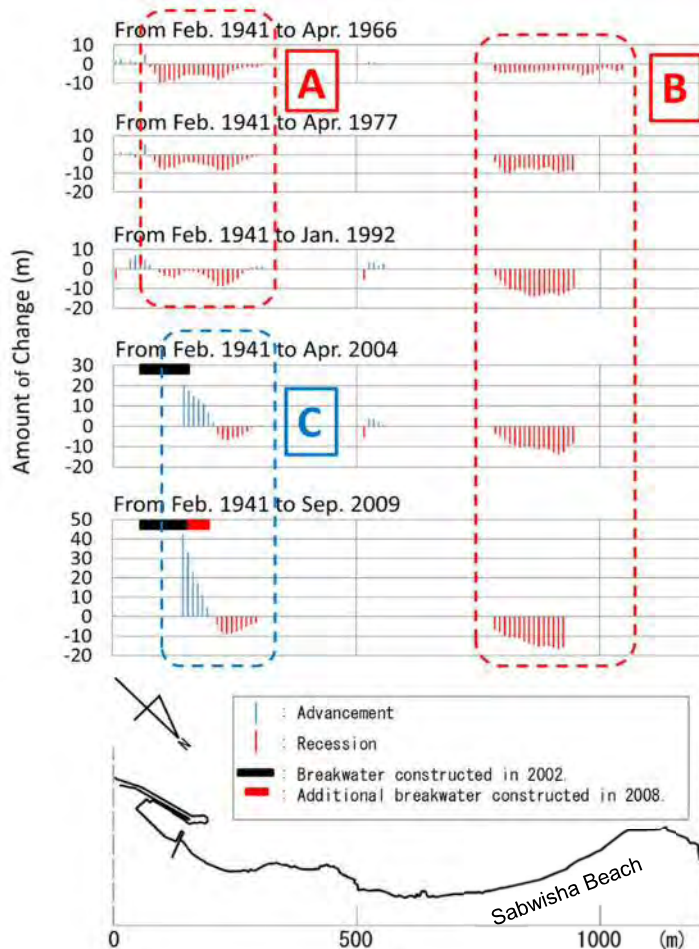 From Feb. 1941 to Apr. 1966
10
0
-10
A
B
From Feb. 1941 to Apr. 1977
10
0
-10
-20
From Feb. 1941 to Jan. 1992
10
0
-10
-20
Amount of Change (m)
From Feb. 1941 to Apr. 2004
30
20
10
0
-10
-20
C
From Feb. 1941 to Sep. 2009
50
40
30
20
10
0
-10
-20
N
: Advancement
: Recession
: Breakwater constructed in 2002.
: Additional breakwater constructed in 2008.
Sabwisha Beach
0 500 1000 (m)